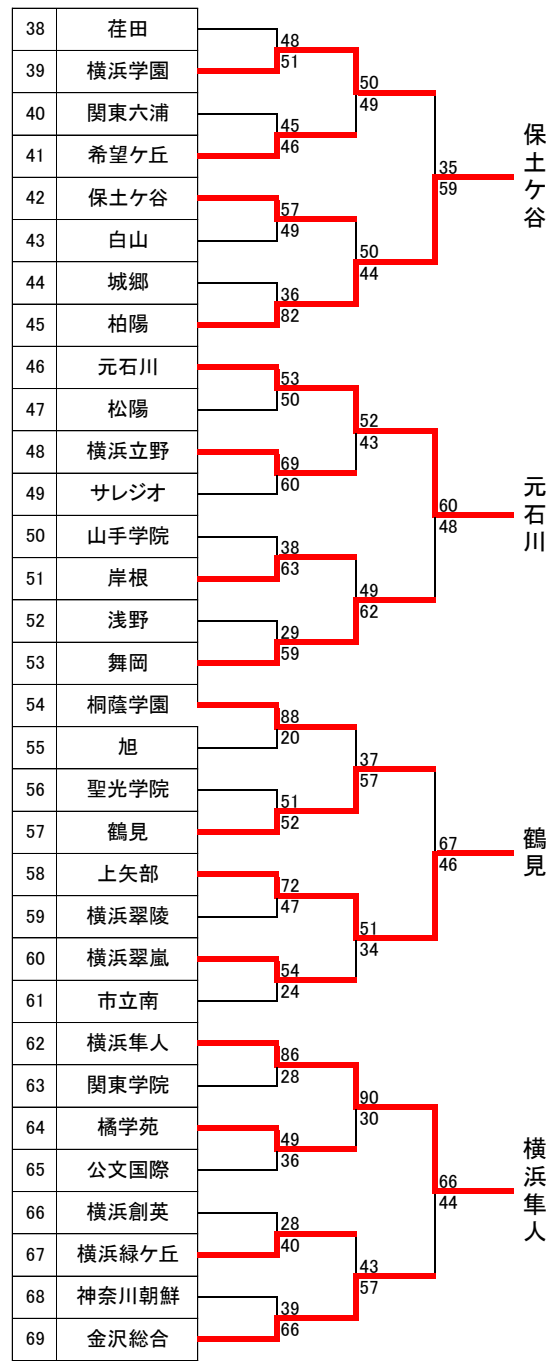 38 荏田
39 横浜学園
40 関東六浦
41 希望ケ丘
42 保土ケ谷
43 白山
44 城郷
45 柏陽
46 元石川
47 松陽
48 横浜立野
49 サレジオ
50 山手学院
51 岸根
52 浅野
53 舞岡
54 桐蔭学園
55 旭
56 聖光学院
57 鶴見
58 上矢部
59 横浜翠陵
60 横浜翠嵐
61 市立南
62 横浜隼人
63 関東学院
64 橘学苑
65 公文国際
66 横浜創英
67 横浜緑ケ丘
68 神奈川朝鮮
69 金沢総合
48
51
45
46
57
49
36
82
53
50
69
60
38
63
29
59
88
20
51
52
72
47
54
24
86
28
49
36
28
40
39
66
50
49
50
44
52
43
49
62
37
57
51
34
90
30
43
57
35
59
60
48
67
46
66
44
保土ケ谷
元石川
鶴見
横浜隼人